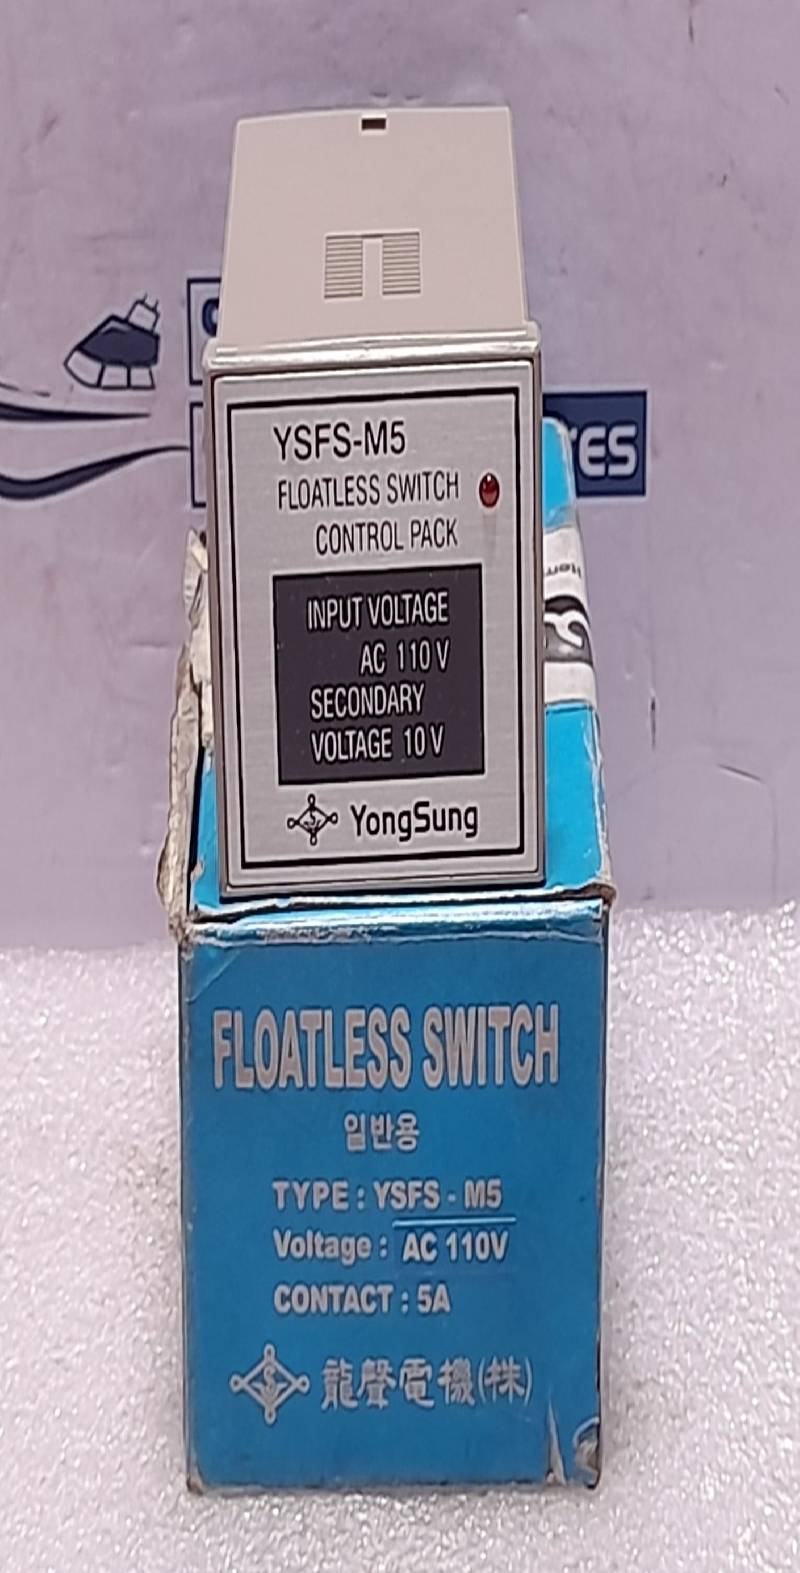 ES
YSFS-M5
FLOATLESS SWITCH
CONTROL PACK
INPUT VOLTAGE
AC 110 V
SECONDARY
VOLTAGE 10 V
YongSung
FLOATLESS SWITCH
일반용
TYPE : YSFS - M5
Voltage : AC 110V
CONTACT : 5A
龍聲電機(株)